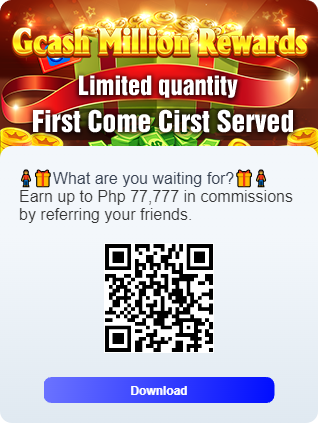 Gcash Million Rewards
Limited quantity
First Come Cirst Served
What are you waiting for?
Earn up to Php 77,777 in commissions
by referring your friends.
Download